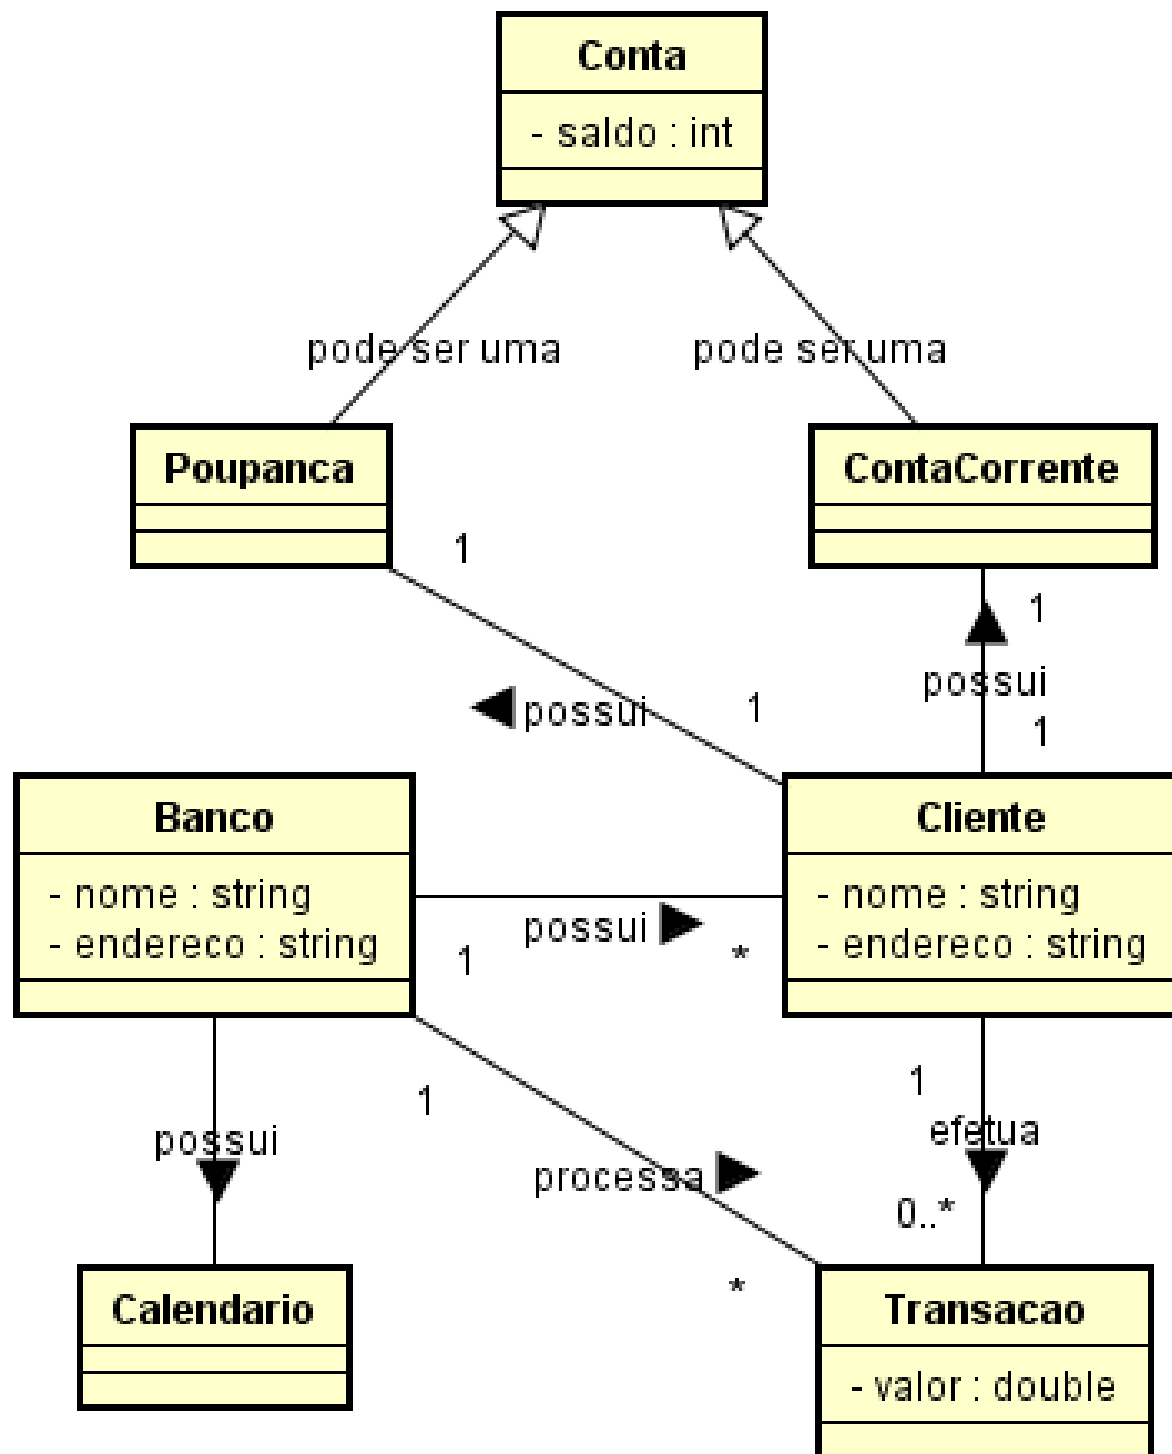 Conta
- saldo : int
pode ser uma
pode ser uma
Poupanca
ContaCorrente
1
1
possui
possui
1
1
Banco
Cliente
- nome : string
- endereco : string
- nome : string
- endereco : string
possui
1
*
1
1
possui
efetua
processa
0..*
*
Calendario
Transacao
- valor : double